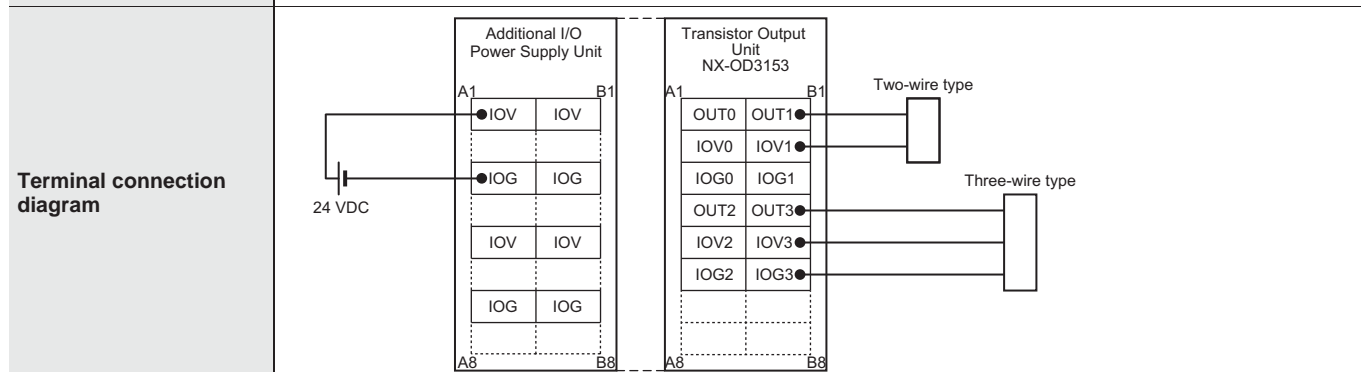 Terminal connection
diagram
24 VDC
Additional I/O
Power Supply Unit
A1 B1
IOV IOV
IOG IOG
IOV IOV
IOG IOG
A8 B8
Transistor Output
Unit
NX-OD3153
A1 B1
OUT0 OUT1
IOV0 IOV1
IOG0 IOG1
OUT2 OUT3
IOV2 IOV3
IOG2 IOG3
A8 B8
Two-wire type
Three-wire type